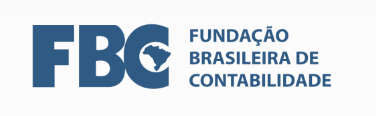 FBC
FUNDAÇÃO
BRASILEIRA DE
CONTABILIDADE